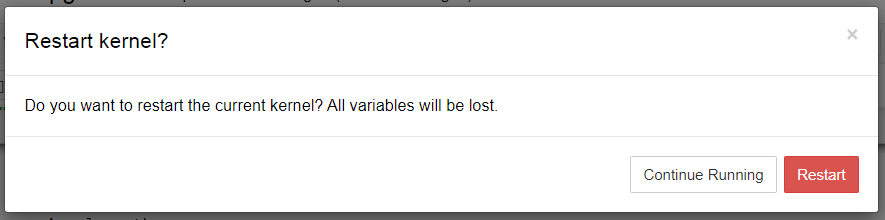 Restart kernel?
×
Do you want to restart the current kernel? All variables will be lost.
Continue Running
Restart